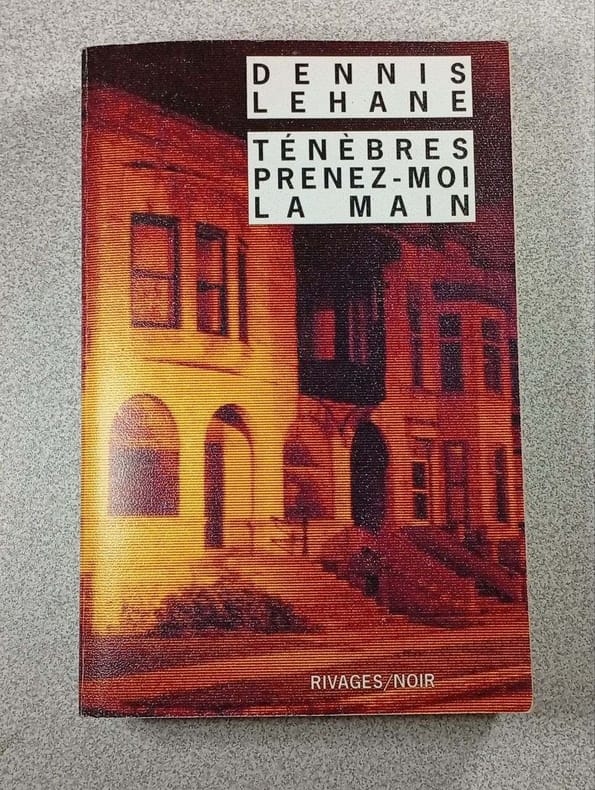 DENNIS
LEHANE
TÉNÈBRES
PRENEZ-MOI
LA MAIN
RIVAGES/NOIR